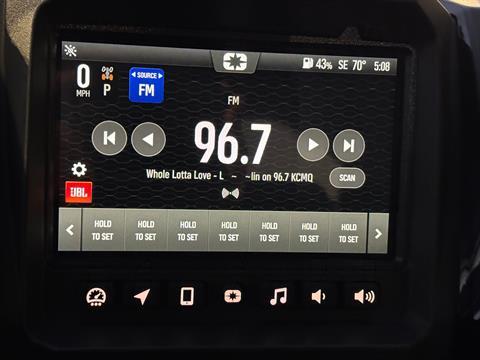 43% SE 70° 5:08
0 MPH P
SOURCE
FM
FM
96.7
Whole Lotta Love - L ~ ~lin on 96.7 KCMQ
SCAN
JBL
HOLD TO SET HOLD TO SET HOLD TO SET HOLD TO SET HOLD TO SET HOLD TO SET HOLD TO SET